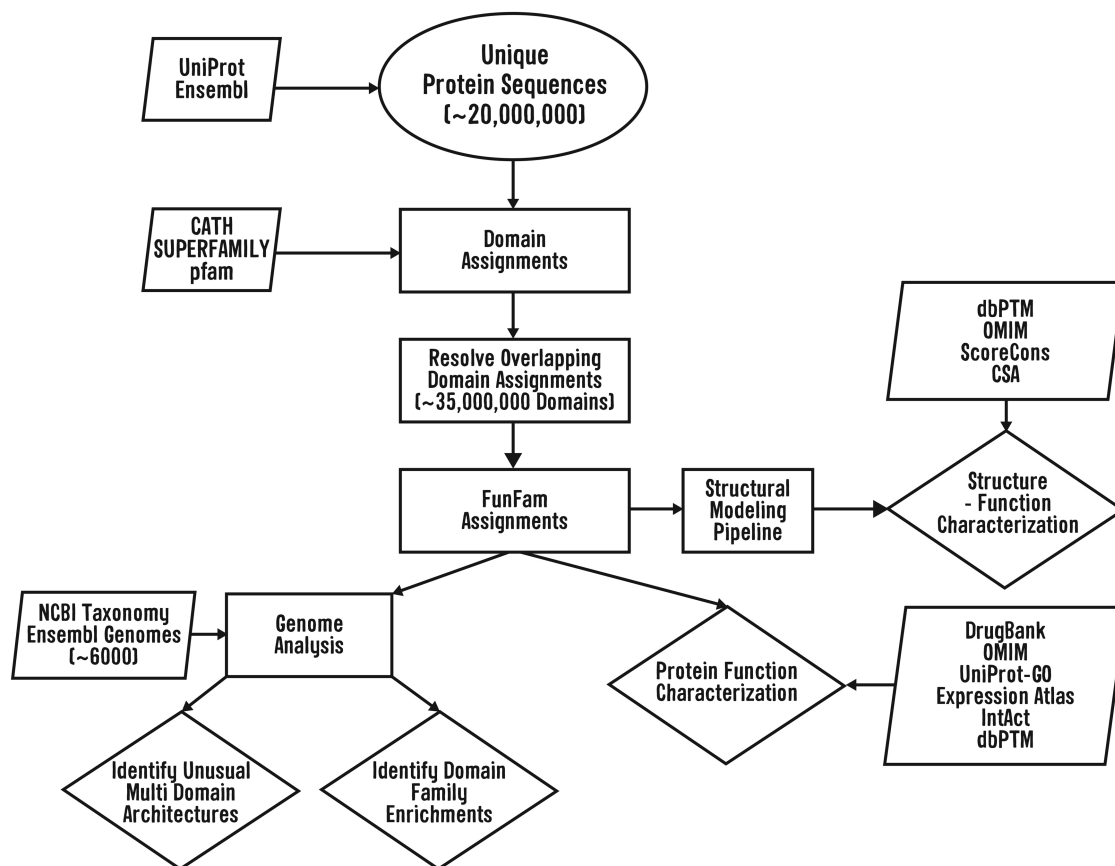 UniProt
Ensembl
Unique
Protein Sequences
(~20,000,000)
CATH
SUPERFAMILY
pfam
Domain
Assignments
Resolve Overlapping
Domain Assignments
(~35,000,000 Domains)
dbPTM
OMIM
ScoreCons
CSA
FunFam
Assignments
Structural
Modeling
Pipeline
Structure
- Function
Characterization
NCBI Taxonomy
Ensembl Genomes
(~6000)
Genome
Analysis
Protein Function
Characterization
DrugBank
OMIM
UniProt-GO
Expression Atlas
IntAct
dbPTM
Identify Unusual
Multi Domain
Architectures
Identify Domain
Family
Enrichments